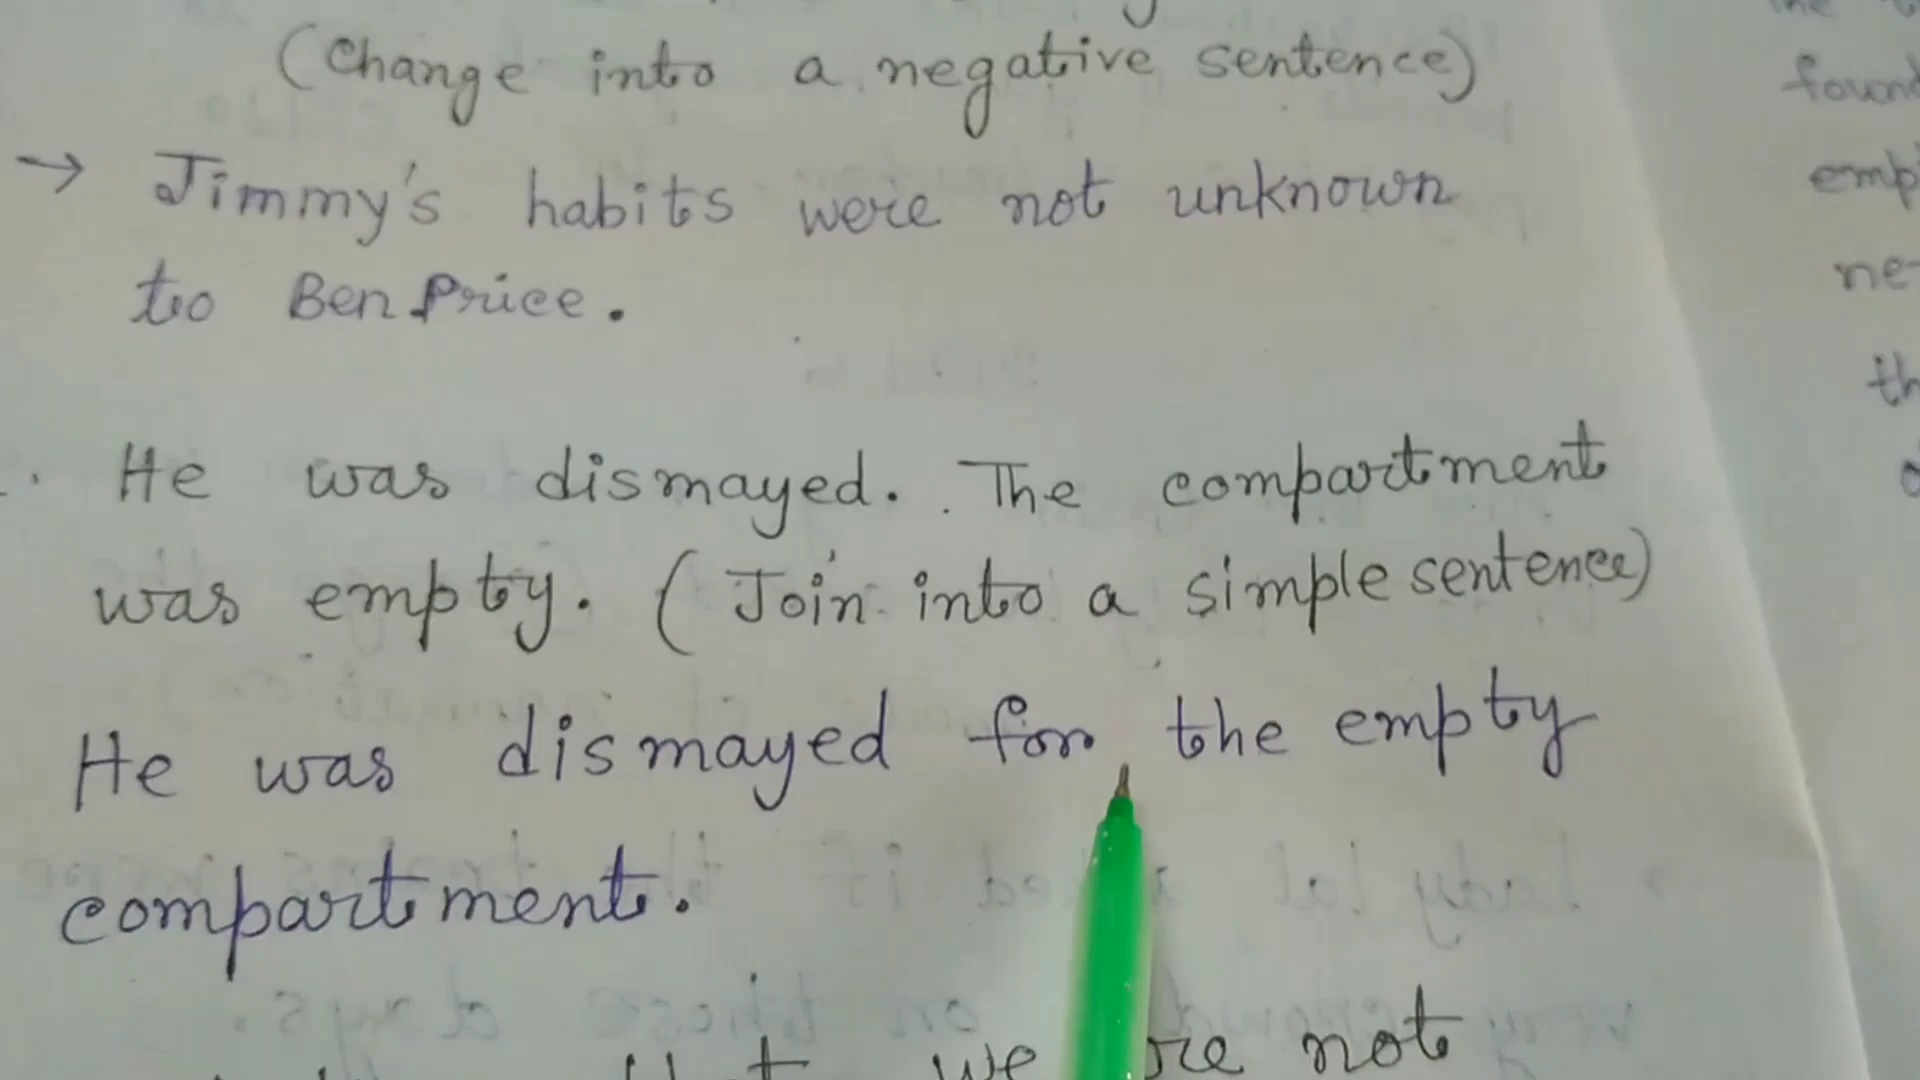 (Change into a negative sentence)
→ Jimmy's habits were not unknown
to Ben Price.
He was dismayed. The compartment
was empty. (Join into a simple sentence)
He was dismayed for the empty
compartment.
we not
found